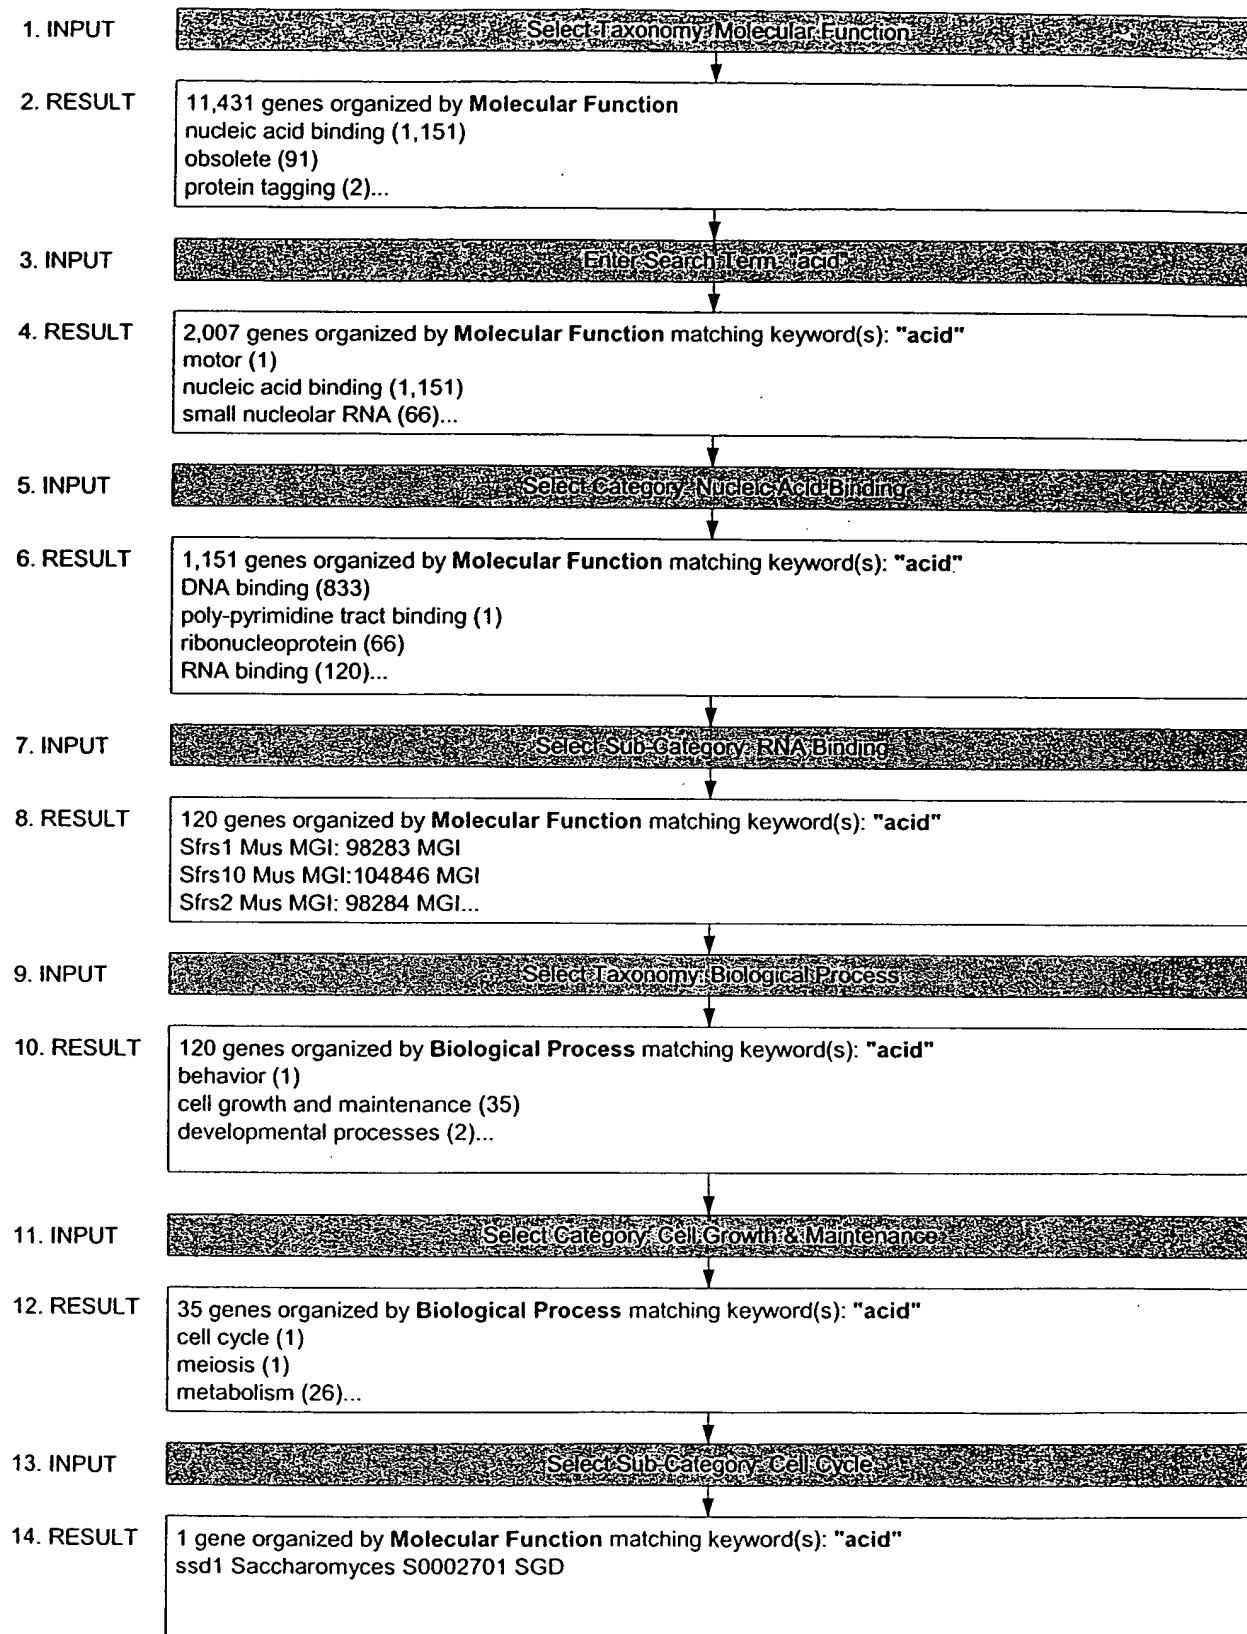 1. INPUT
Select Taxonomy: Molecular Function
2. RESULT
11,431 genes organized by Molecular Function
nucleic acid binding (1,151)
obsolete (91)
protein tagging (2)...
3. INPUT
Enter Search Term: "acid"
4. RESULT
2,007 genes organized by Molecular Function matching keyword(s): "acid"
motor (1)
nucleic acid binding (1,151)
small nucleolar RNA (66)...
5. INPUT
Select Category: Nucleic Acid Binding
6. RESULT
1,151 genes organized by Molecular Function matching keyword(s): "acid"
DNA binding (833)
poly-pyrimidine tract binding (1)
ribonucleoprotein (66)
RNA binding (120)...
7. INPUT
Select Sub-Category: RNA Binding
8. RESULT
120 genes organized by Molecular Function matching keyword(s): "acid"
Sfrs1 Mus MGI: 98283 MGI
Sfrs10 Mus MGI:104846 MGI
Sfrs2 Mus MGI: 98284 MGI...
9. INPUT
Select Taxonomy: Biological Process
10. RESULT
120 genes organized by Biological Process matching keyword(s): "acid"
behavior (1)
cell growth and maintenance (35)
developmental processes (2)...
11. INPUT
Select Category: Cell Growth & Maintenance
12. RESULT
35 genes organized by Biological Process matching keyword(s): "acid"
cell cycle (1)
meiosis (1)
metabolism (26)...
13. INPUT
Select Sub-Category: Cell Cycle
14. RESULT
1 gene organized by Molecular Function matching keyword(s): "acid"
ssd1 Saccharomyces S0002701 SGD